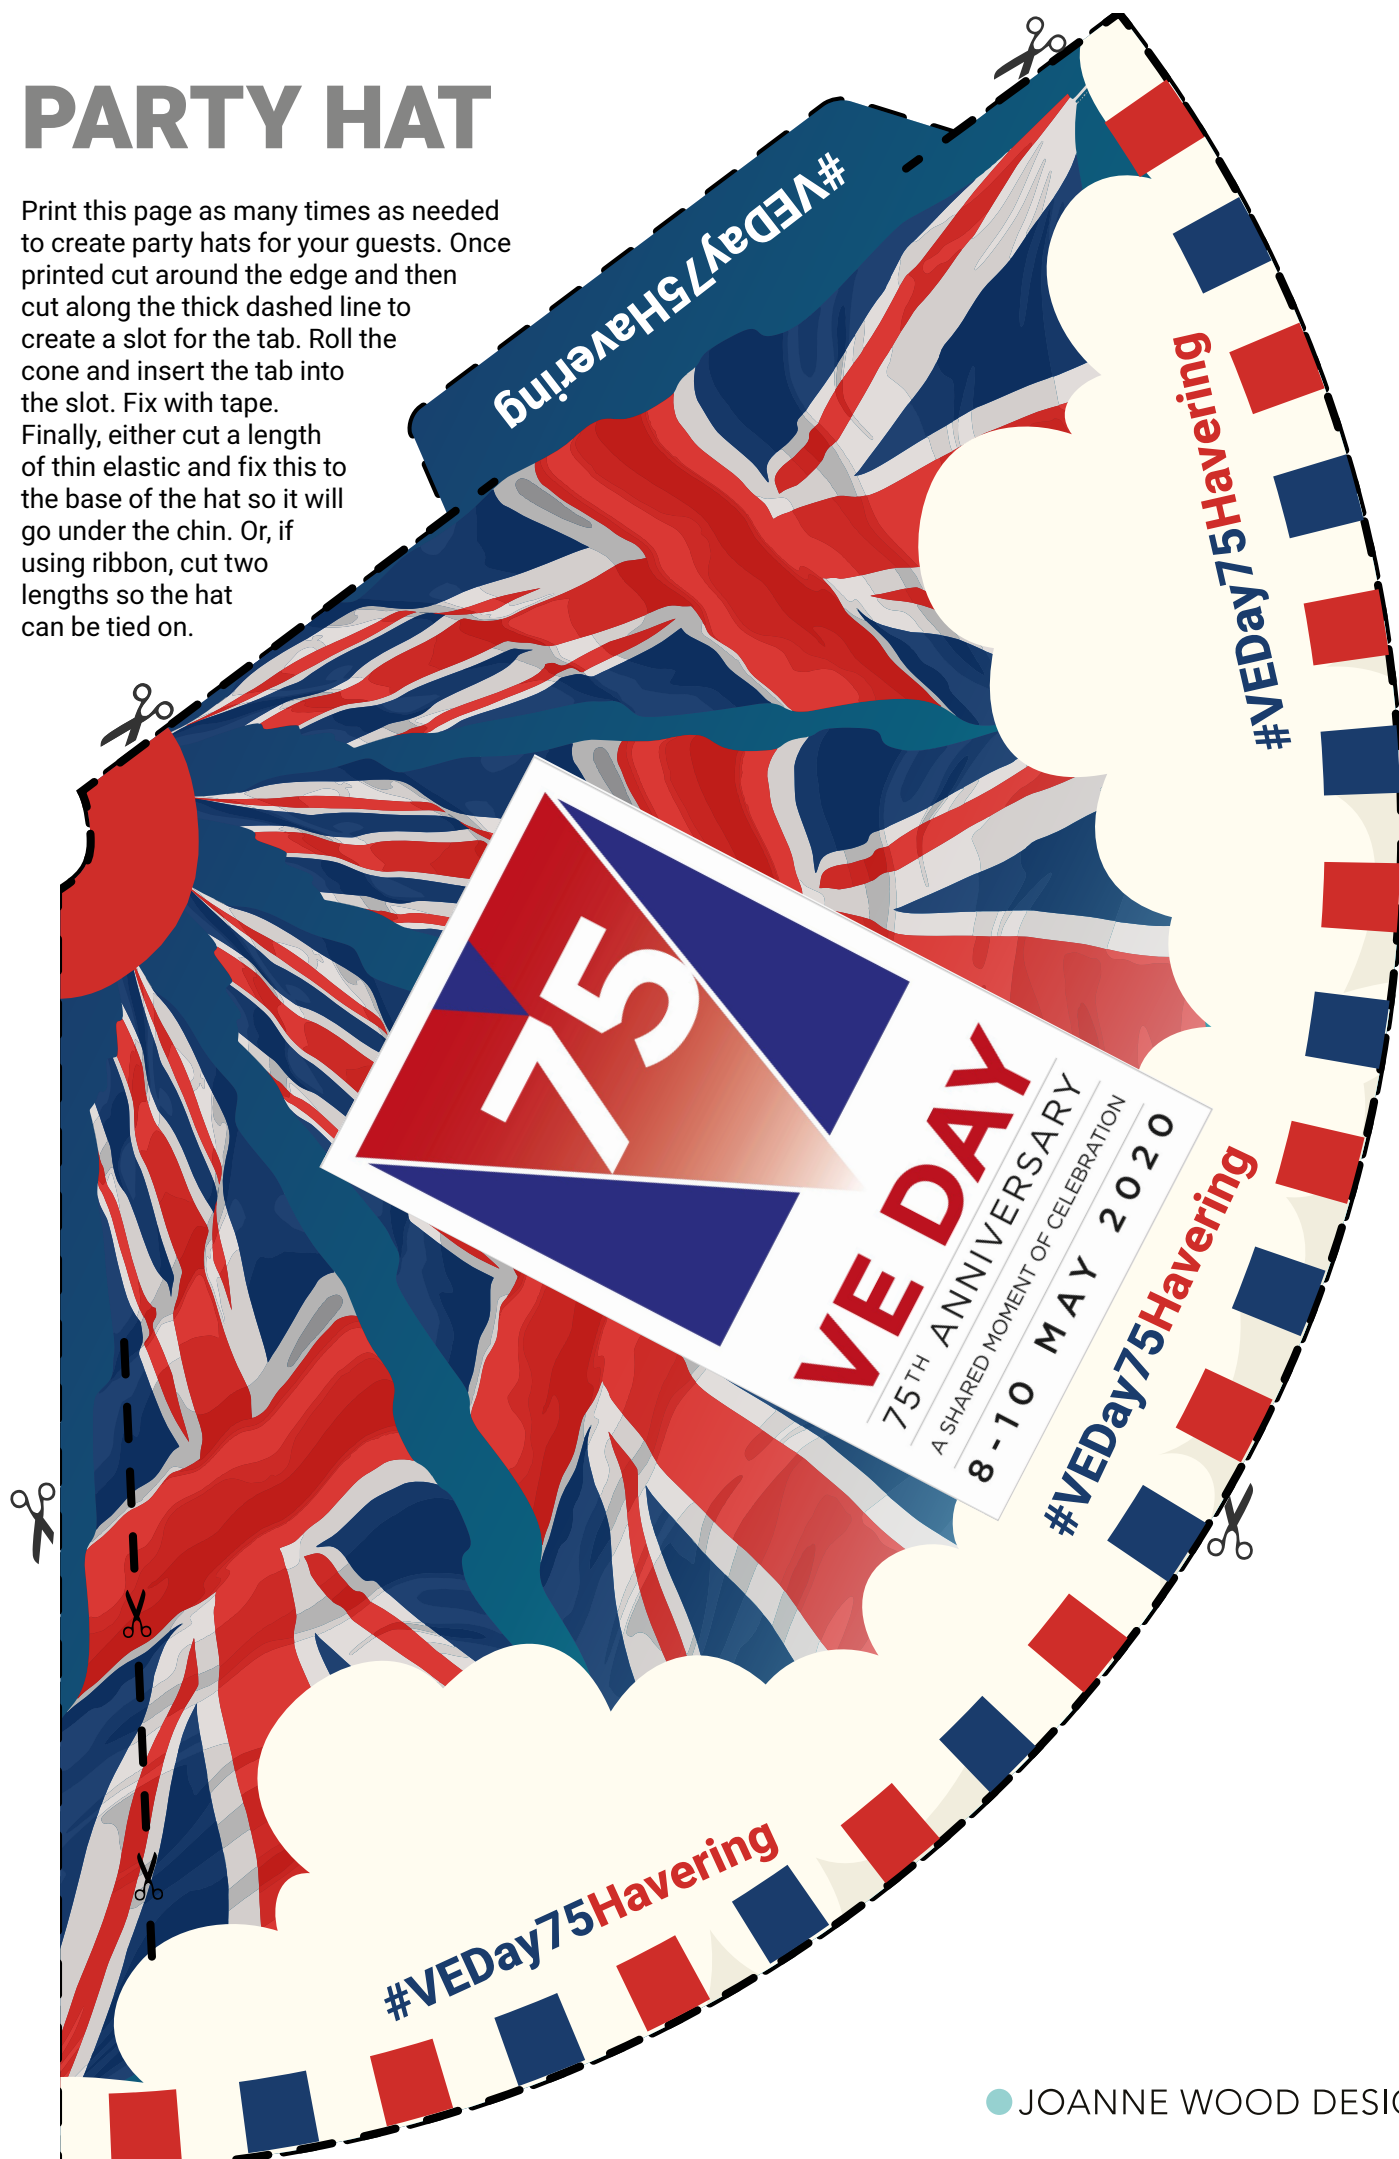 PARTY HAT
Print this page as many times as needed
to create party hats for your guests. Once
printed cut around the edge and then
cut along the thick dashed line to
create a slot for the tab. Roll the
cone and insert the tab into
the slot. Fix with tape.
Finally, either cut a length
of thin elastic and fix this to
the base of the hat so it will
go under the chin. Or, if
using ribbon, cut two
lengths so the hat
can be tied on.
#VEDay75Havering
#VEDay75Havering
75
VE DAY
75TH ANNIVERSARY
A SHARED MOMENT OF CELEBRATION
8-10 MAY 2020
#VEDay75Havering
#VEDay75Havering
JOANNE WOOD